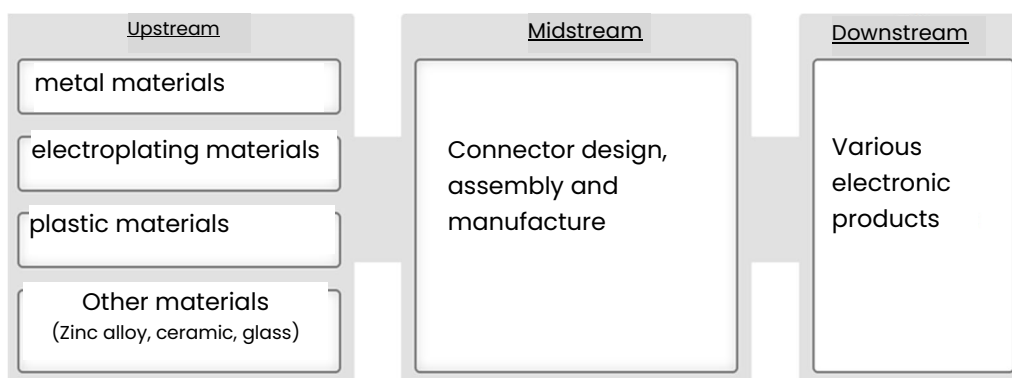 Upstream
metal materials
electroplating materials
plastic materials
Other materials
(Zinc alloy, ceramic, glass)
Midstream
Connector design,
assembly and
manufacture
Downstream
Various
electronic
products